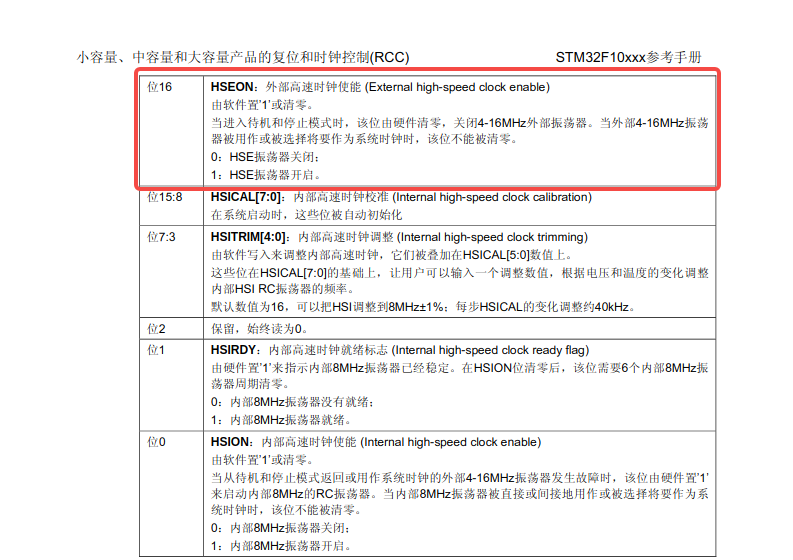 小容量、中容量和大容量产品的复位和时钟控制(RCC) STM32F10xxx参考手册
位16 HSEON：外部高速时钟使能 (External high-speed clock enable)
由软件置'1'或清零。
当进入待机和停止模式时，该位由硬件清零，关闭4-16MHz外部振荡器。当外部4-16MHz振荡
器被用作或被选择将要作为系统时钟时，该位不能被清零。
0：HSE振荡器关闭；
1：HSE振荡器开启。
位15:8 HSICAL[7:0]：内部高速时钟校准 (Internal high-speed clock calibration)
在系统启动时，这些位被自动初始化
位7:3 HSITRIM[4:0]：内部高速时钟调整 (Internal high-speed clock trimming)
由软件写入来调整内部高速时钟，它们被叠加在HSICAL[5:0]数值上。
这些位在HSICAL[7:0]的基础上，让用户可以输入一个调整数值，根据电压和温度的变化调整
内部HSI RC振荡器的频率。
默认数值为16，可以把HSI调整到8MHz±1%；每步HSICAL的变化调整约40kHz。
位2 保留，始终读为0。
位1 HSIRDY：内部高速时钟就绪标志 (Internal high-speed clock ready flag)
由硬件置'1'来指示内部8MHz振荡器已经稳定。在HSION位清零后，该位需要6个内部8MHz振
荡器周期清零。
0：内部8MHz振荡器没有就绪；
1：内部8MHz振荡器就绪。
位0 HSION：内部高速时钟使能 (Internal high-speed clock enable)
由软件置'1'或清零。
当从待机和停止模式返回或用作系统时钟的外部4-16MHz振荡器发生故障时，该位由硬件置'1'
来启动内部8MHz的RC振荡器。当内部8MHz振荡器被直接或间接地用作或被选择将要作为系
统时钟时，该位不能被清零。
0：内部8MHz振荡器关闭；
1：内部8MHz振荡器开启。